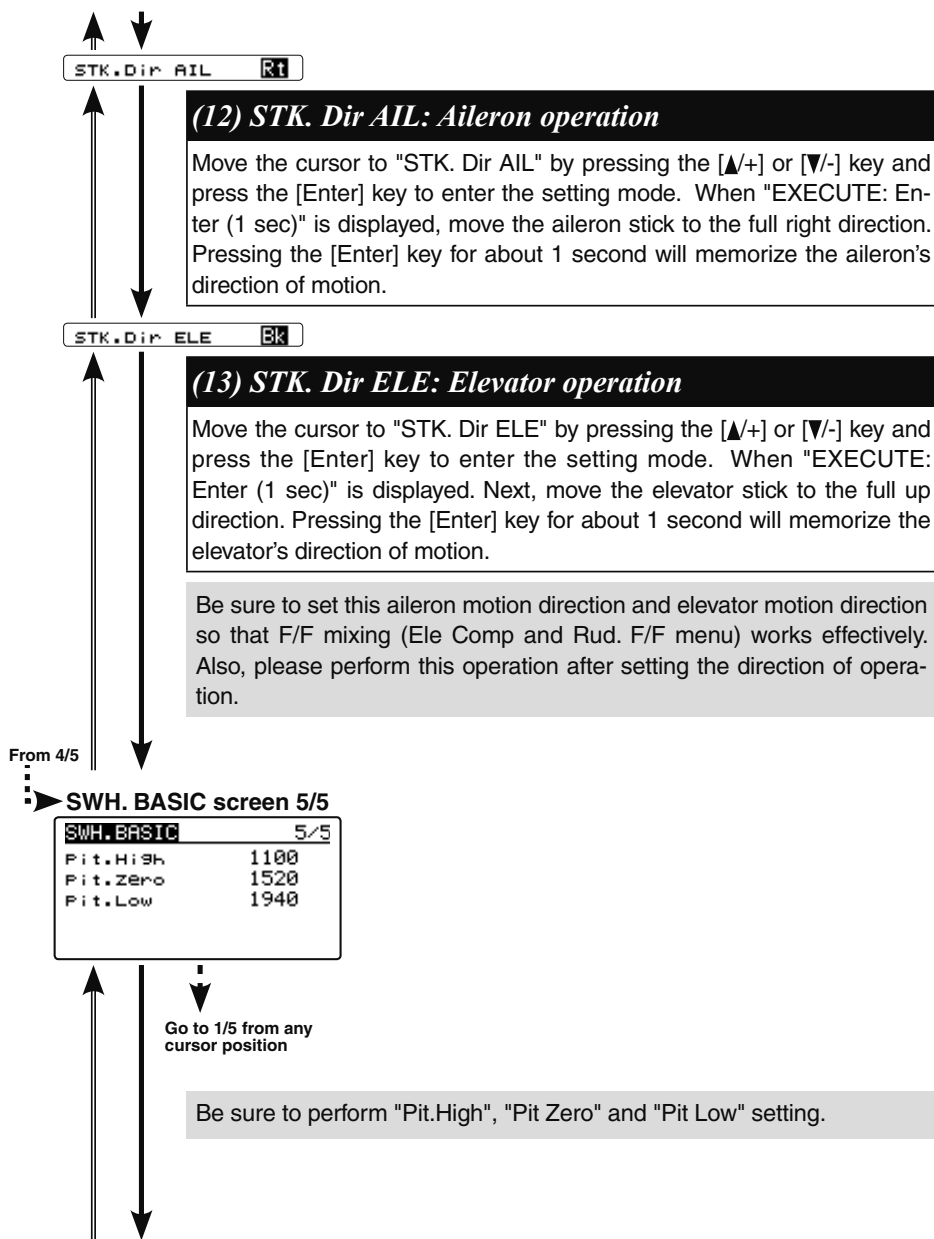 STK.Dir AIL Rt
(12) STK. Dir AIL: Aileron operation
Move the cursor to "STK. Dir AIL" by pressing the [▲/+] or [▼/-] key and
press the [Enter] key to enter the setting mode. When "EXECUTE: En-
ter (1 sec)" is displayed, move the aileron stick to the full right direction.
Pressing the [Enter] key for about 1 second will memorize the aileron's
direction of motion.
STK.Dir ELE Bk
(13) STK. Dir ELE: Elevator operation
Move the cursor to "STK. Dir ELE" by pressing the [▲/+] or [▼/-] key and
press the [Enter] key to enter the setting mode. When "EXECUTE:
Enter (1 sec)" is displayed. Next, move the elevator stick to the full up
direction. Pressing the [Enter] key for about 1 second will memorize the
elevator's direction of motion.
Be sure to set this aileron motion direction and elevator motion direction
so that F/F mixing (Ele Comp and Rud. F/F menu) works effectively.
Also, please perform this operation after setting the direction of opera-
tion.
From 4/5
SWH. BASIC screen 5/5
SWH.BASIC 5/5
Pit.High 1100
Pit.Zero 1520
Pit.Low 1940
Go to 1/5 from any
cursor position
Be sure to perform "Pit.High", "Pit Zero" and "Pit Low" setting.